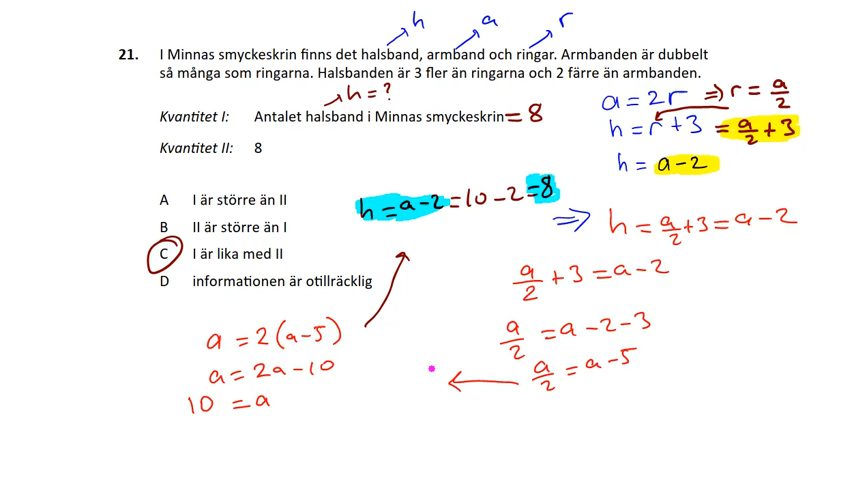 h a r
21. I Minnas smyckeskrin finns det halsband, armband och ringar. Armbanden är dubbelt
så många som ringarna. Halsbanden är 3 fler än ringarna och 2 färre än armbanden.
h = ?
Kvantitet I: Antalet halsband i Minnas smyckeskrin = 8
Kvantitet II: 8
A I är större än II
B II är större än I
C I är lika med II
D informationen är otillräcklig
a = 2r ⇒ r = a/2
h = r + 3 = a/2 + 3
h = a - 2
h = a - 2 = 10 - 2 = 8
⇒ h = a/2 + 3 = a - 2
a/2 + 3 = a - 2
a/2 = a - 2 - 3
a/2 = a - 5
a = 2(a - 5)
a = 2a - 10
10 = a